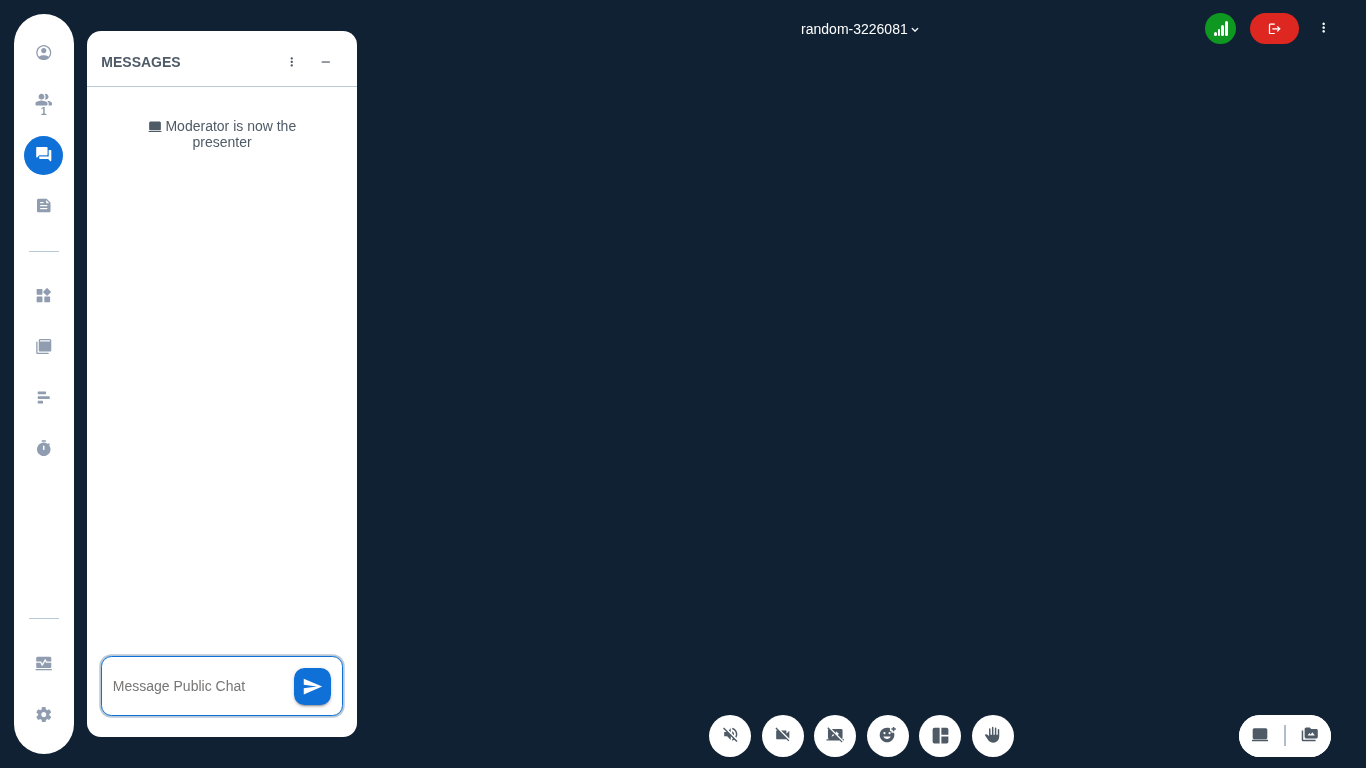 random-3226081
MESSAGES
1
Moderator is now the
presenter
Message Public Chat